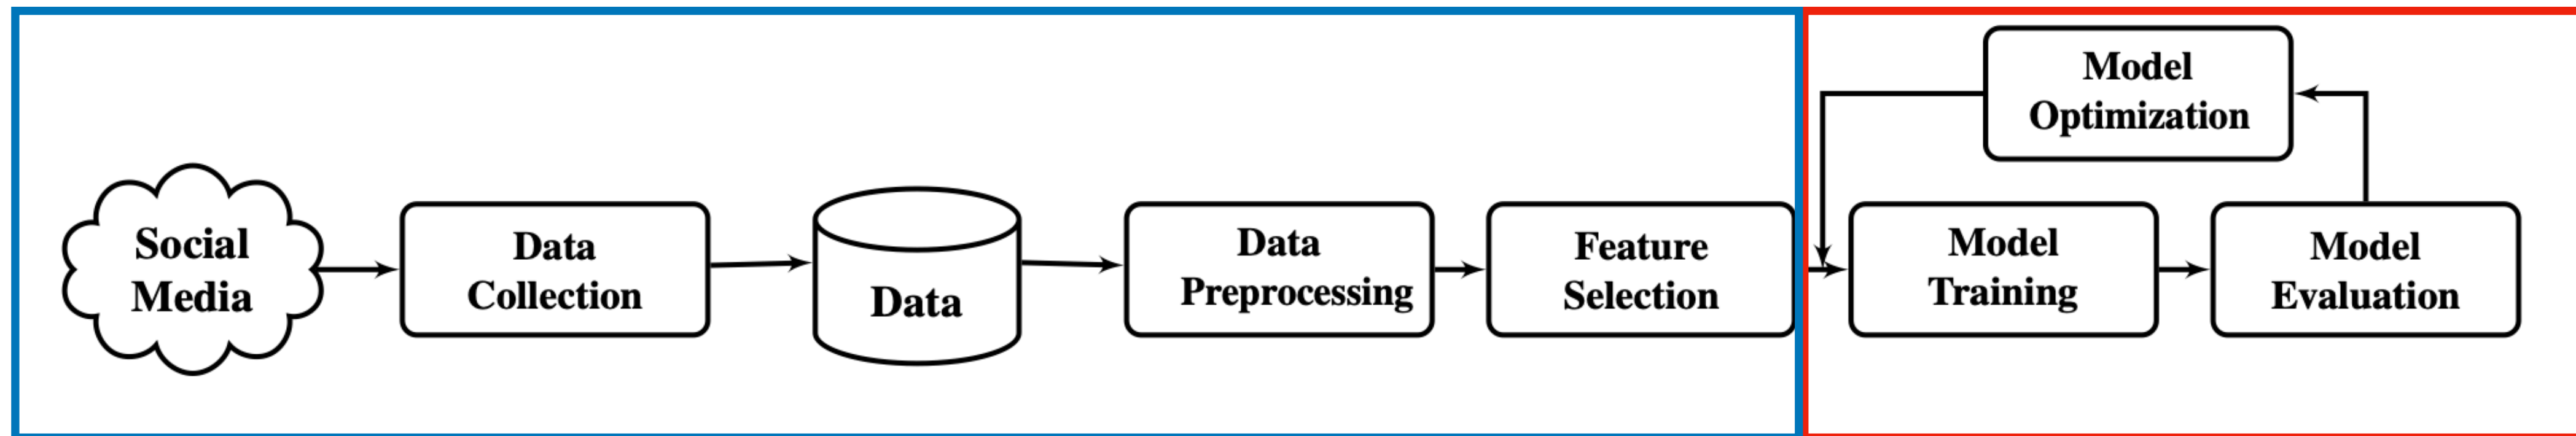 Social
Media
Data
Collection
Data
Data
Preprocessing
Feature
Selection
Model
Optimization
Model
Training
Model
Evaluation